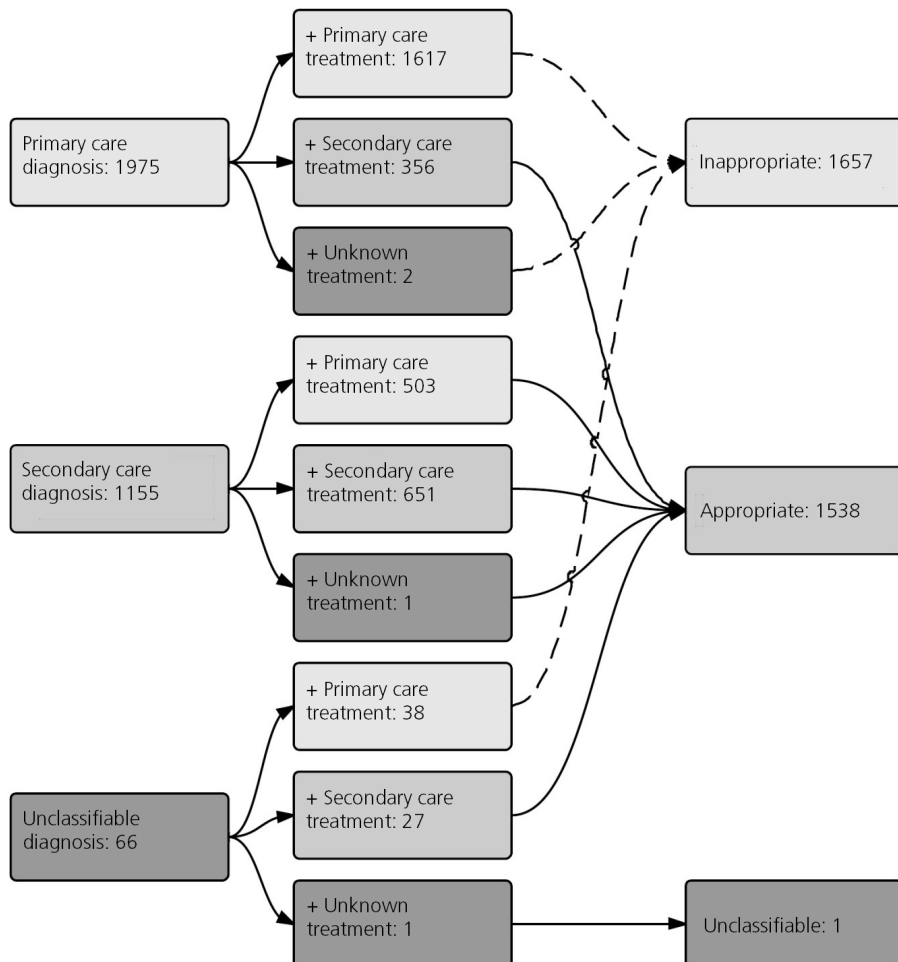 Primary care
diagnosis: 1975
+ Primary care
treatment: 1617
+ Secondary care
treatment: 356
+ Unknown
treatment: 2
Inappropriate: 1657
Secondary care
diagnosis: 1155
+ Primary care
treatment: 503
+ Secondary care
treatment: 651
+ Unknown
treatment: 1
Appropriate: 1538
Unclassifiable
diagnosis: 66
+ Primary care
treatment: 38
+ Secondary care
treatment: 27
+ Unknown
treatment: 1
Unclassifiable: 1